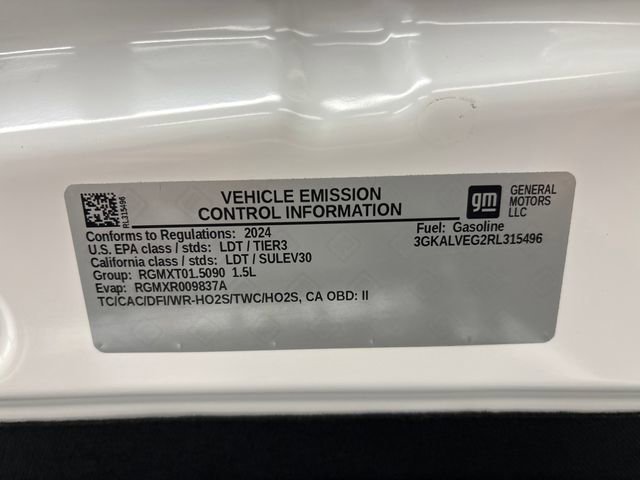 RL315496
VEHICLE EMISSION
CONTROL INFORMATION
gm
GENERAL
MOTORS
LLC
Conforms to Regulations: 2024
Fuel: Gasoline
U.S. EPA class / stds: LDT / TIER3
3GKALVEG2RL315496
California class / stds: LDT / SULEV30
Group: RGMXT01.5090 1.5L
Evap: RGMXR009837A
TC/CAC/DFI/WR-HO2S/TWC/HO2S, CA OBD: II